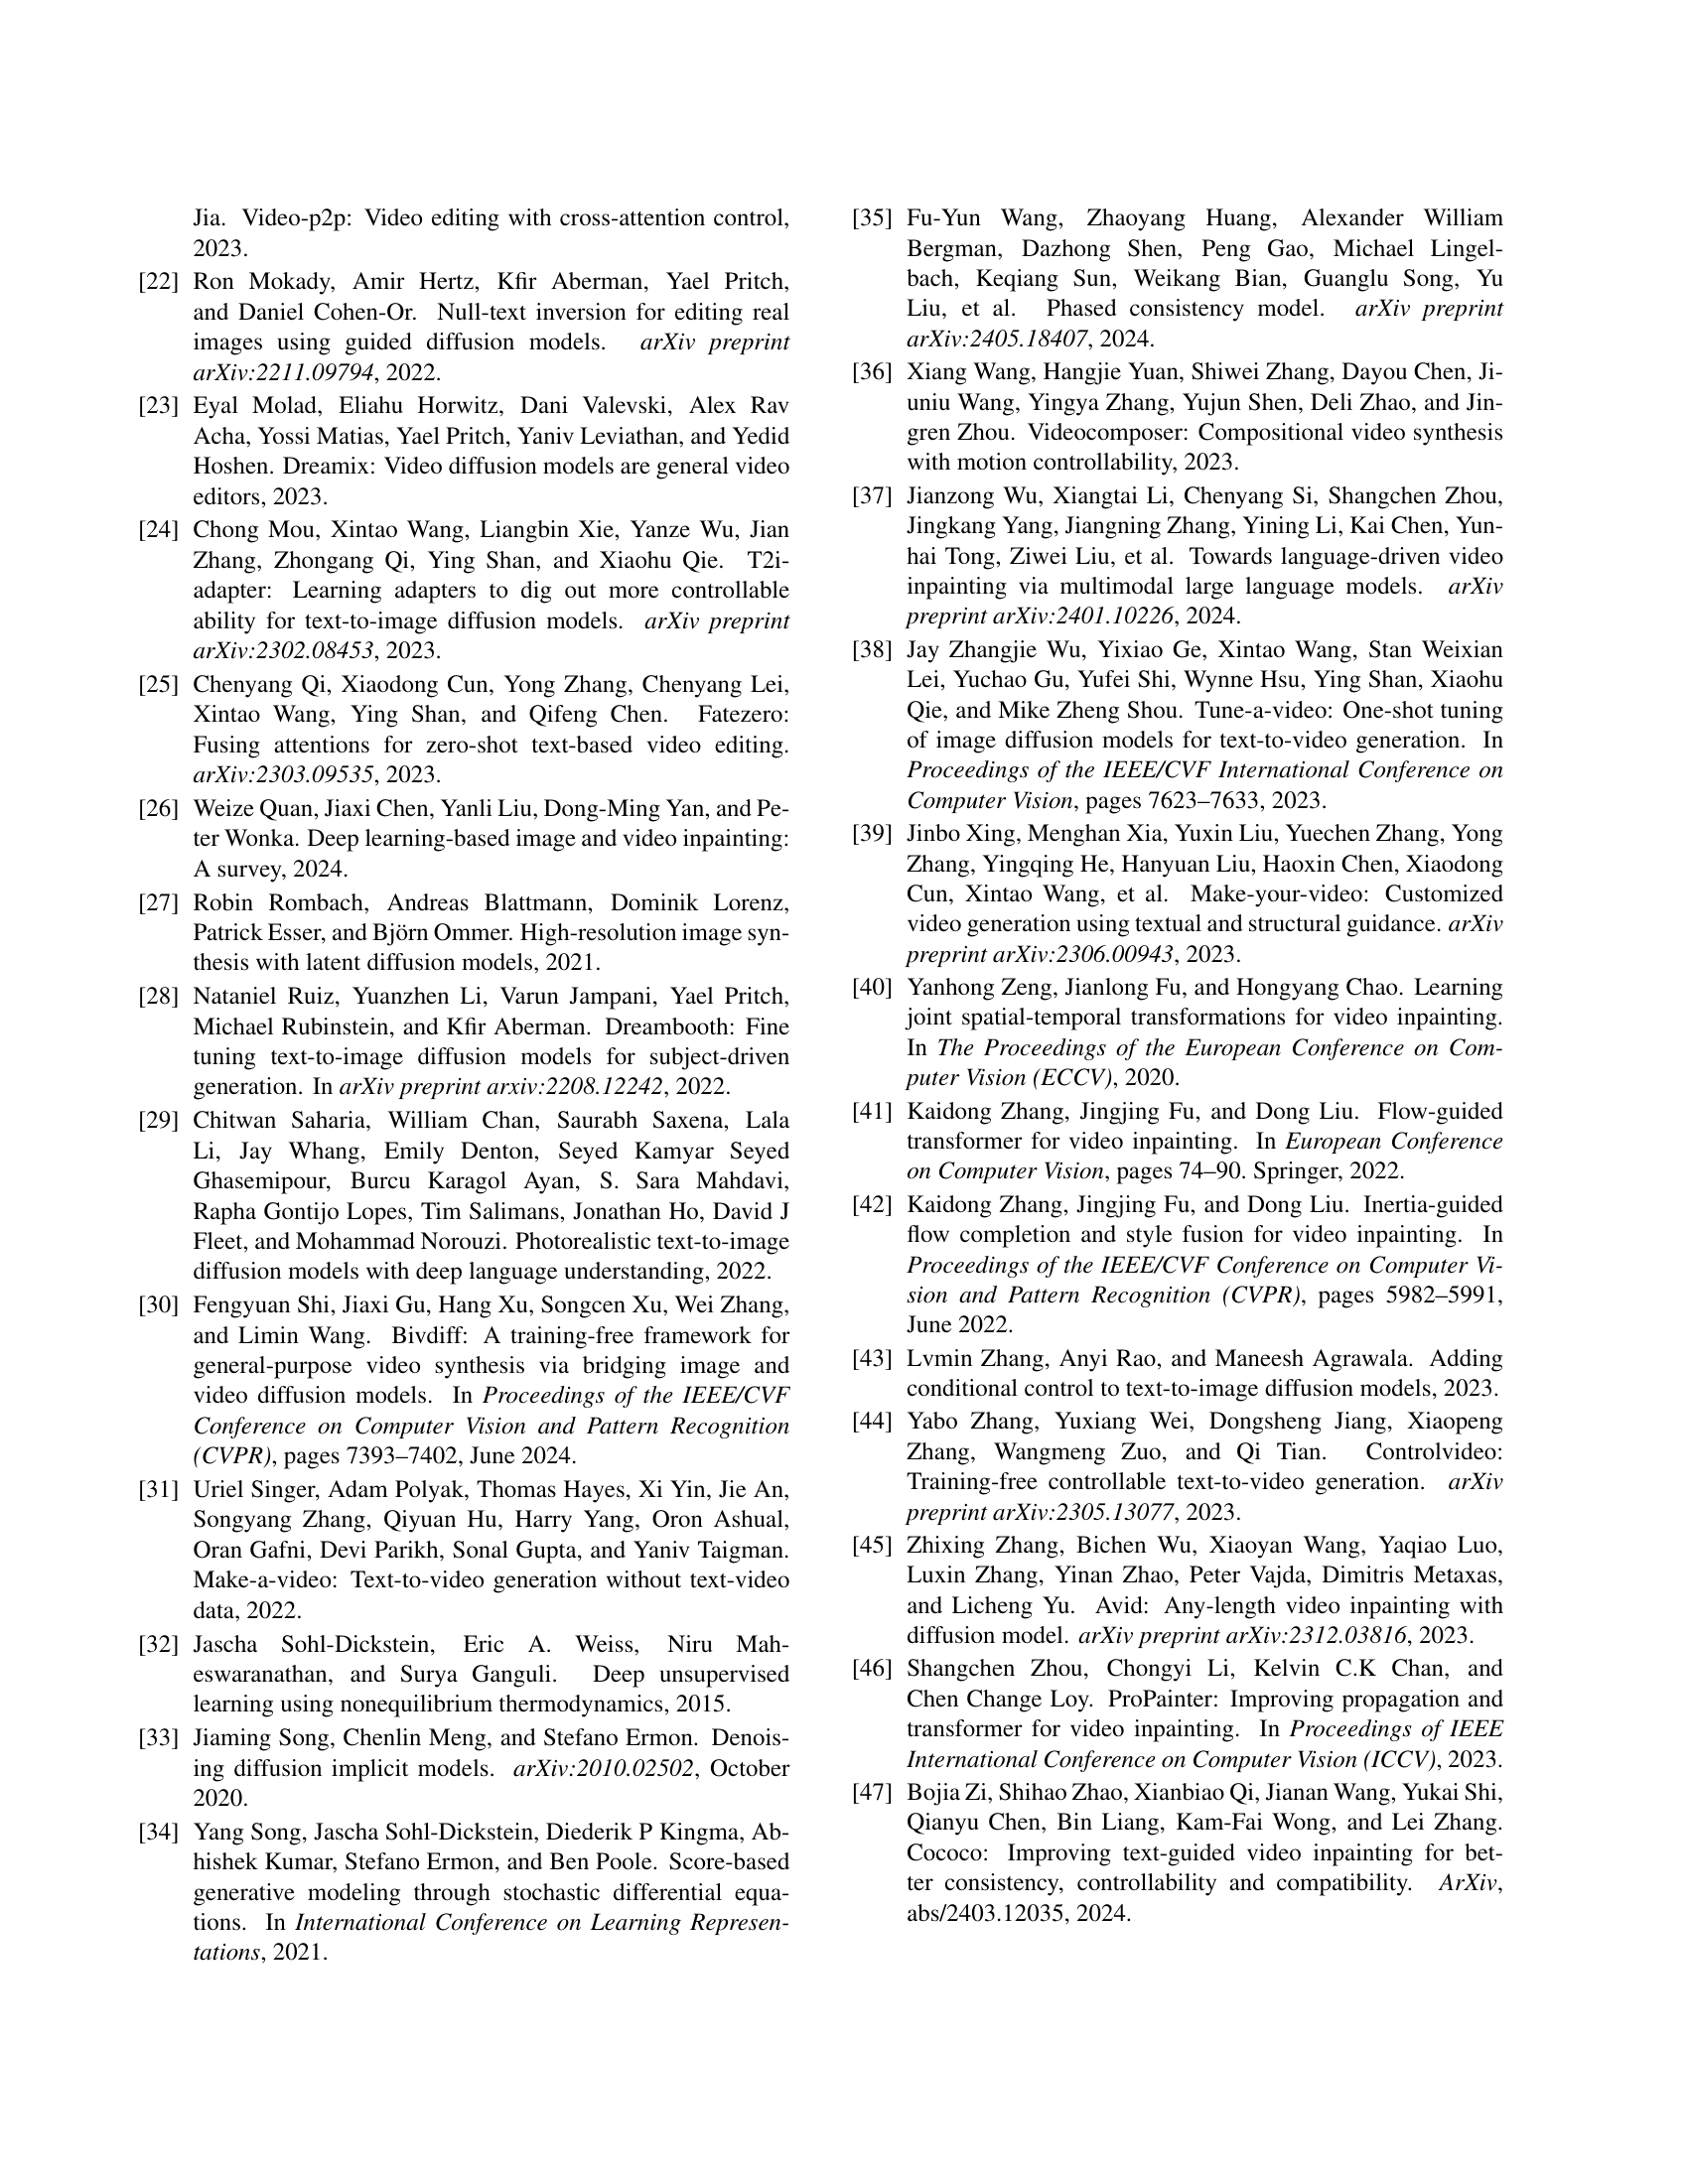 Jia. Video-p2p: Video editing with cross-attention control,
2023.
[22] Ron Mokady, Amir Hertz, Kfir Aberman, Yael Pritch,
and Daniel Cohen-Or. Null-text inversion for editing real
images using guided diffusion models. arXiv preprint
arXiv:2211.09794, 2022.
[23] Eyal Molad, Eliahu Horwitz, Dani Valevski, Alex Rav
Acha, Yossi Matias, Yael Pritch, Yaniv Leviathan, and Yedid
Hoshen. Dreamix: Video diffusion models are general video
editors, 2023.
[24] Chong Mou, Xintao Wang, Liangbin Xie, Yanze Wu, Jian
Zhang, Zhongang Qi, Ying Shan, and Xiaohu Qie. T2i-
adapter: Learning adapters to dig out more controllable
ability for text-to-image diffusion models. arXiv preprint
arXiv:2302.08453, 2023.
[25] Chenyang Qi, Xiaodong Cun, Yong Zhang, Chenyang Lei,
Xintao Wang, Ying Shan, and Qifeng Chen. Fatezero:
Fusing attentions for zero-shot text-based video editing.
arXiv:2303.09535, 2023.
[26] Weize Quan, Jiaxi Chen, Yanli Liu, Dong-Ming Yan, and Pe-
ter Wonka. Deep learning-based image and video inpainting:
A survey, 2024.
[27] Robin Rombach, Andreas Blattmann, Dominik Lorenz,
Patrick Esser, and Björn Ommer. High-resolution image syn-
thesis with latent diffusion models, 2021.
[28] Nataniel Ruiz, Yuanzhen Li, Varun Jampani, Yael Pritch,
Michael Rubinstein, and Kfir Aberman. Dreambooth: Fine
tuning text-to-image diffusion models for subject-driven
generation. In arXiv preprint arxiv:2208.12242, 2022.
[29] Chitwan Saharia, William Chan, Saurabh Saxena, Lala
Li, Jay Whang, Emily Denton, Seyed Kamyar Seyed
Ghasemipour, Burcu Karagol Ayan, S. Sara Mahdavi,
Rapha Gontijo Lopes, Tim Salimans, Jonathan Ho, David J
Fleet, and Mohammad Norouzi. Photorealistic text-to-image
diffusion models with deep language understanding, 2022.
[30] Fengyuan Shi, Jiaxi Gu, Hang Xu, Songcen Xu, Wei Zhang,
and Limin Wang. Bivdiff: A training-free framework for
general-purpose video synthesis via bridging image and
video diffusion models. In Proceedings of the IEEE/CVF
Conference on Computer Vision and Pattern Recognition
(CVPR), pages 7393–7402, June 2024.
[31] Uriel Singer, Adam Polyak, Thomas Hayes, Xi Yin, Jie An,
Songyang Zhang, Qiyuan Hu, Harry Yang, Oron Ashual,
Oran Gafni, Devi Parikh, Sonal Gupta, and Yaniv Taigman.
Make-a-video: Text-to-video generation without text-video
data, 2022.
[32] Jascha Sohl-Dickstein, Eric A. Weiss, Niru Mah-
eswaranathan, and Surya Ganguli. Deep unsupervised
learning using nonequilibrium thermodynamics, 2015.
[33] Jiaming Song, Chenlin Meng, and Stefano Ermon. Denois-
ing diffusion implicit models. arXiv:2010.02502, October
2020.
[34] Yang Song, Jascha Sohl-Dickstein, Diederik P Kingma, Ab-
hishek Kumar, Stefano Ermon, and Ben Poole. Score-based
generative modeling through stochastic differential equa-
tions. In International Conference on Learning Represen-
tations, 2021.
[35] Fu-Yun Wang, Zhaoyang Huang, Alexander William
Bergman, Dazhong Shen, Peng Gao, Michael Lingel-
bach, Keqiang Sun, Weikang Bian, Guanglu Song, Yu
Liu, et al. Phased consistency model. arXiv preprint
arXiv:2405.18407, 2024.
[36] Xiang Wang, Hangjie Yuan, Shiwei Zhang, Dayou Chen, Ji-
uniu Wang, Yingya Zhang, Yujun Shen, Deli Zhao, and Jin-
gren Zhou. Videocomposer: Compositional video synthesis
with motion controllability, 2023.
[37] Jianzong Wu, Xiangtai Li, Chenyang Si, Shangchen Zhou,
Jingkang Yang, Jiangning Zhang, Yining Li, Kai Chen, Yun-
hai Tong, Ziwei Liu, et al. Towards language-driven video
inpainting via multimodal large language models. arXiv
preprint arXiv:2401.10226, 2024.
[38] Jay Zhangjie Wu, Yixiao Ge, Xintao Wang, Stan Weixian
Lei, Yuchao Gu, Yufei Shi, Wynne Hsu, Ying Shan, Xiaohu
Qie, and Mike Zheng Shou. Tune-a-video: One-shot tuning
of image diffusion models for text-to-video generation. In
Proceedings of the IEEE/CVF International Conference on
Computer Vision, pages 7623–7633, 2023.
[39] Jinbo Xing, Menghan Xia, Yuxin Liu, Yuechen Zhang, Yong
Zhang, Yingqing He, Hanyuan Liu, Haoxin Chen, Xiaodong
Cun, Xintao Wang, et al. Make-your-video: Customized
video generation using textual and structural guidance. arXiv
preprint arXiv:2306.00943, 2023.
[40] Yanhong Zeng, Jianlong Fu, and Hongyang Chao. Learning
joint spatial-temporal transformations for video inpainting.
In The Proceedings of the European Conference on Com-
puter Vision (ECCV), 2020.
[41] Kaidong Zhang, Jingjing Fu, and Dong Liu. Flow-guided
transformer for video inpainting. In European Conference
on Computer Vision, pages 74–90. Springer, 2022.
[42] Kaidong Zhang, Jingjing Fu, and Dong Liu. Inertia-guided
flow completion and style fusion for video inpainting. In
Proceedings of the IEEE/CVF Conference on Computer Vi-
sion and Pattern Recognition (CVPR), pages 5982–5991,
June 2022.
[43] Lvmin Zhang, Anyi Rao, and Maneesh Agrawala. Adding
conditional control to text-to-image diffusion models, 2023.
[44] Yabo Zhang, Yuxiang Wei, Dongsheng Jiang, Xiaopeng
Zhang, Wangmeng Zuo, and Qi Tian. Controlvideo:
Training-free controllable text-to-video generation. arXiv
preprint arXiv:2305.13077, 2023.
[45] Zhixing Zhang, Bichen Wu, Xiaoyan Wang, Yaqiao Luo,
Luxin Zhang, Yinan Zhao, Peter Vajda, Dimitris Metaxas,
and Licheng Yu. Avid: Any-length video inpainting with
diffusion model. arXiv preprint arXiv:2312.03816, 2023.
[46] Shangchen Zhou, Chongyi Li, Kelvin C.K Chan, and
Chen Change Loy. ProPainter: Improving propagation and
transformer for video inpainting. In Proceedings of IEEE
International Conference on Computer Vision (ICCV), 2023.
[47] Bojia Zi, Shihao Zhao, Xianbiao Qi, Jianan Wang, Yukai Shi,
Qianyu Chen, Bin Liang, Kam-Fai Wong, and Lei Zhang.
Cococo: Improving text-guided video inpainting for bet-
ter consistency, controllability and compatibility. ArXiv,
abs/2403.12035, 2024.